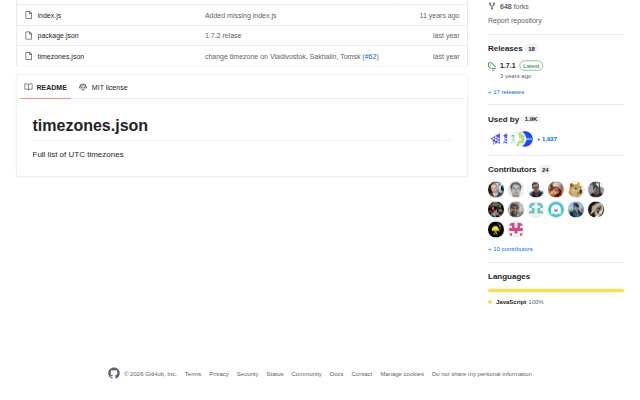 index.js Added missing index.js 11 years ago
package.json 1.7.2 relase last year
timezones.json change timezone on Vladivostok, Sakhalin, Tomsk (#62) last year
README MIT license
timezones.json
Full list of UTC timezones
648 forks
Report repository
Releases 18
1.7.1 Latest
3 years ago
+ 17 releases
Used by 1.9K
+ 1,937
Contributors 24
+ 10 contributors
Languages
JavaScript 100%
© 2026 GitHub, Inc. Terms Privacy Security Status Community Docs Contact Manage cookies Do not share my personal information